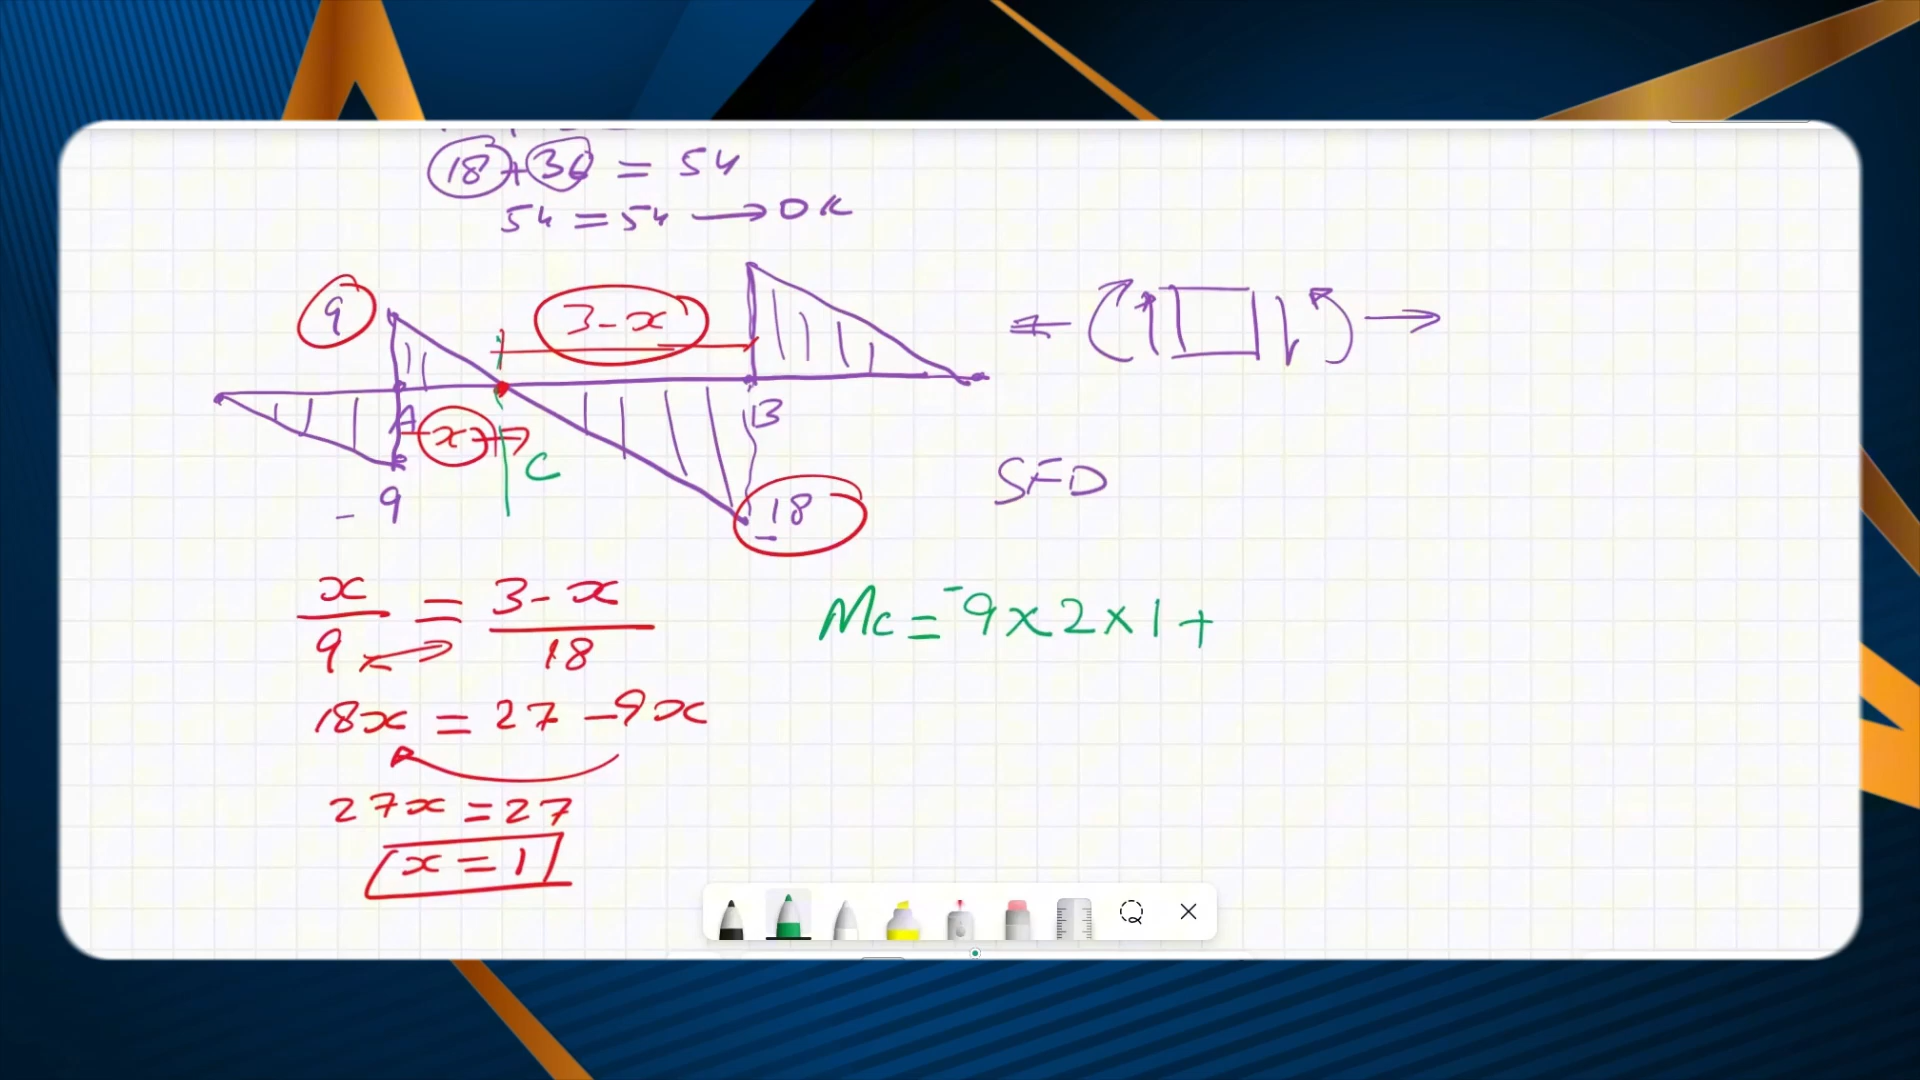 18 + 36 = 54
54 = 54 → OK
9
3-x
A
x
C
B
-9
-18
SFD
x/9 = 3-x/18
Mc = -9×2×1+
18x = 27 -9x
27x = 27
x = 1